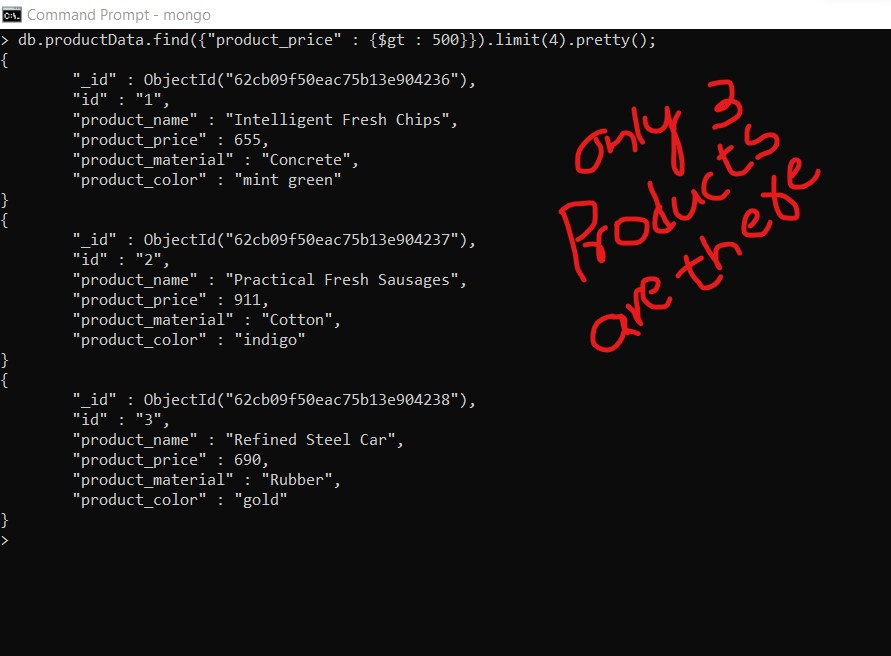 Command Prompt - mongo
> db.productData.find({"product_price" : {$gt : 500}}).limit(4).pretty();
{
"_id" : ObjectId("62cb09f50eac75b13e904236"),
"id" : "1",
"product_name" : "Intelligent Fresh Chips",
"product_price" : 655,
"product_material" : "Concrete",
"product_color" : "mint green"
}
{
"_id" : ObjectId("62cb09f50eac75b13e904237"),
"id" : "2",
"product_name" : "Practical Fresh Sausages",
"product_price" : 911,
"product_material" : "Cotton",
"product_color" : "indigo"
}
{
"_id" : ObjectId("62cb09f50eac75b13e904238"),
"id" : "3",
"product_name" : "Refined Steel Car",
"product_price" : 690,
"product_material" : "Rubber",
"product_color" : "gold"
}
>
only 3
Products
are there